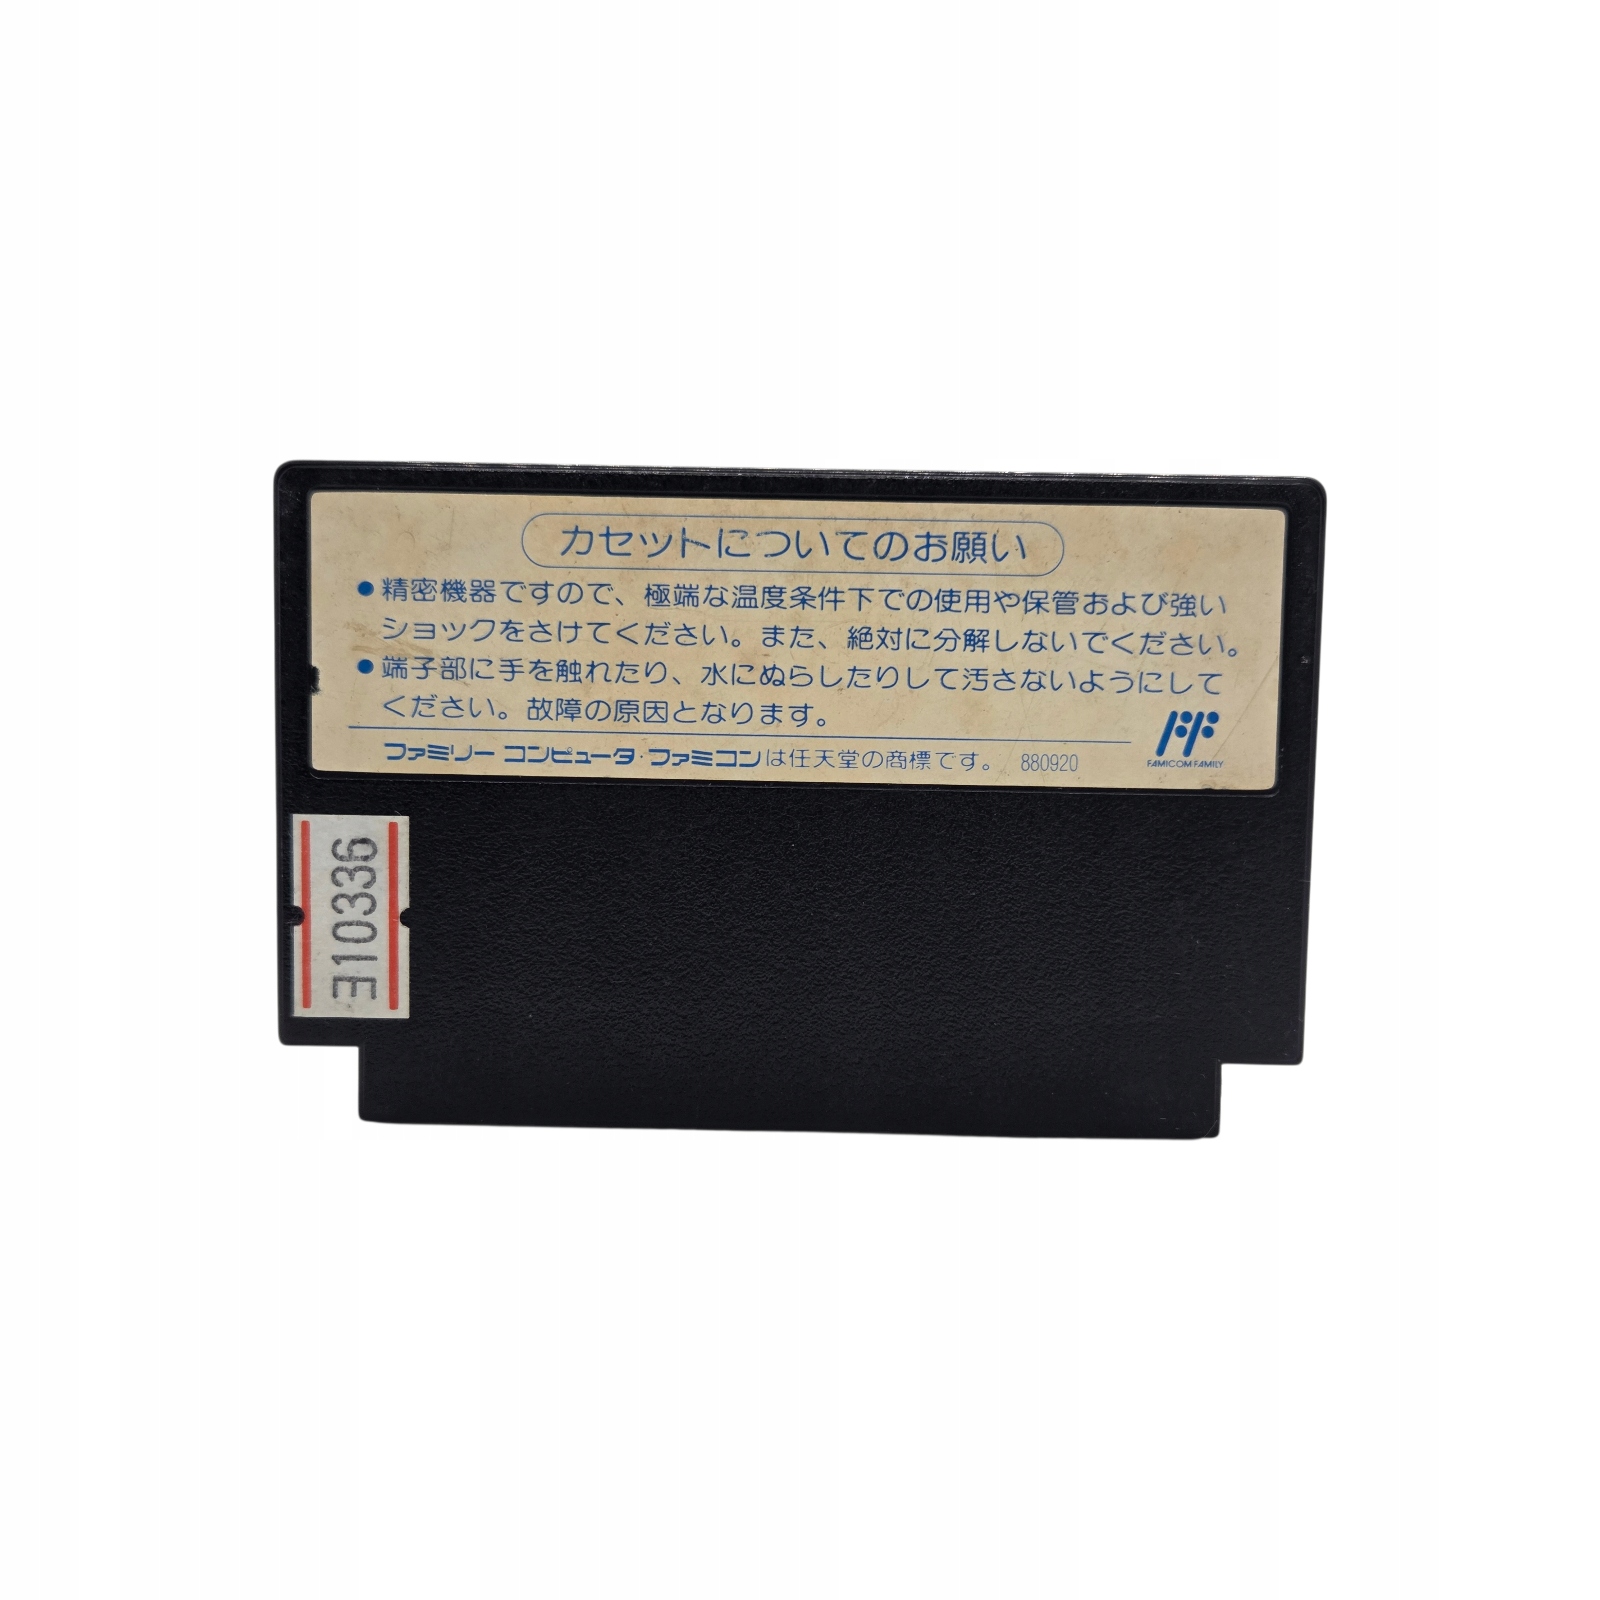 カセットについてのお願い
●精密機器ですので、極端な温度条件下での使用や保管および強い
ショックをさけてください。また、絶対に分解しないでください。
●端子部に手を触れたり、水にぬらしたりして汚さないようにして
ください。故障の原因となります。
ファミリー コンピュータ・ファミコンは任天堂の商標です。 880920
FAMICOM FAMILY
ヨ10336